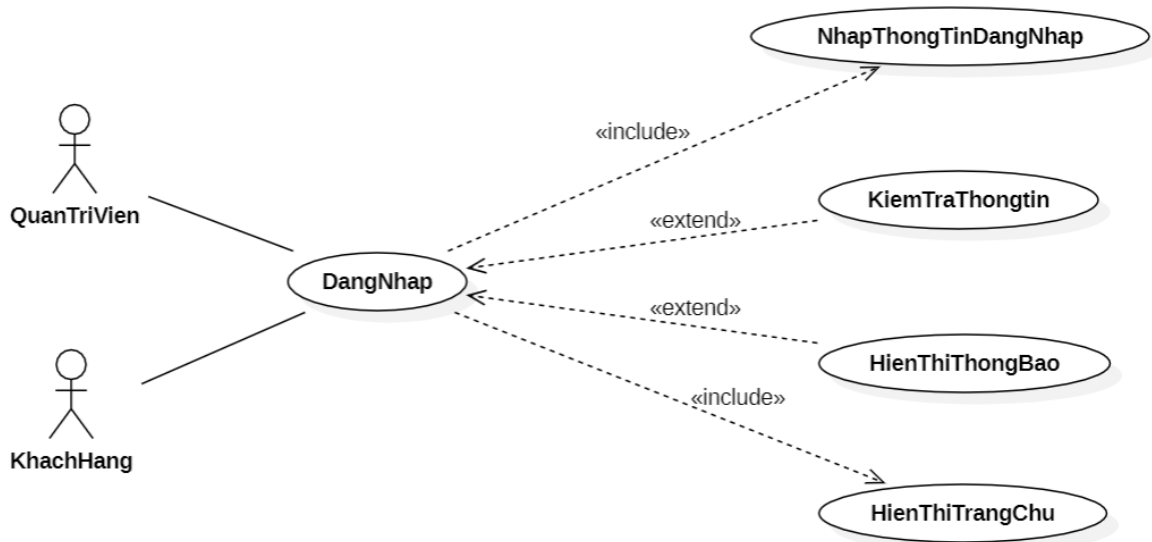 NhapThongTinDangNhap
«include»
QuanTriVien
KiemTraThongtin
«extend»
DangNhap
«extend»
HienThiThongBao
«include»
KhachHang
HienThiTrangChu